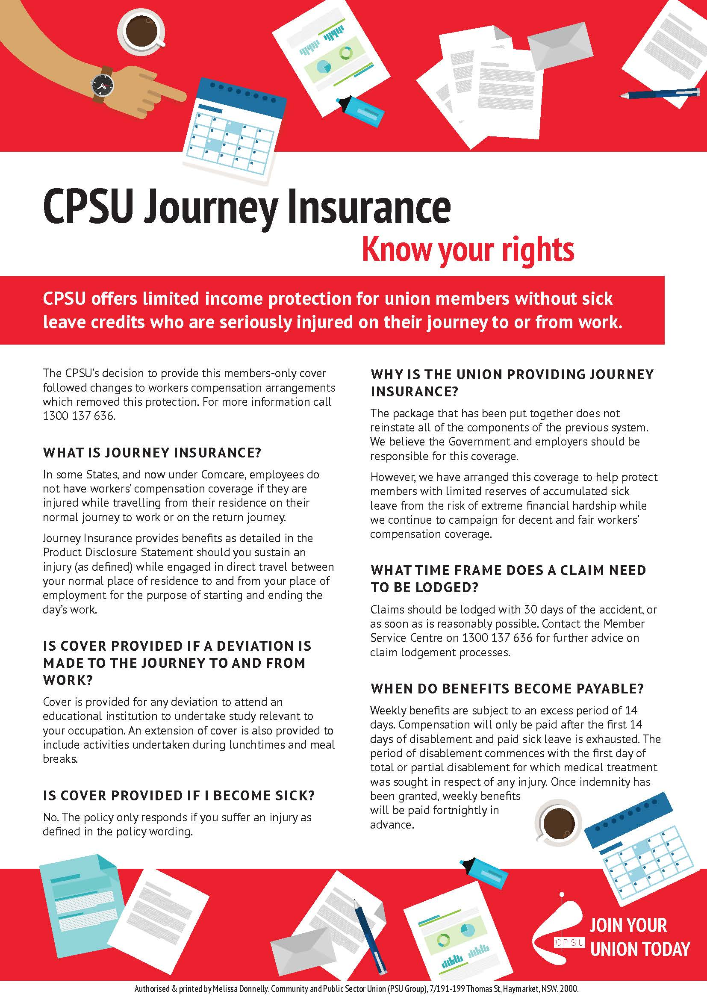 CPSU Journey Insurance
Know your rights
CPSU offers limited income protection for union members without sick
leave credits who are seriously injured on their journey to or from work.
The CPSU's decision to provide this members-only cover
followed changes to workers compensation arrangements
which removed this protection. For more information call
1300 137 636.
WHAT IS JOURNEY INSURANCE?
In some States, and now under Comcare, employees do
not have workers' compensation coverage if they are
injured while travelling from their residence on their
normal journey to work or on the return journey.
Journey Insurance provides benefits as detailed in the
Product Disclosure Statement should you sustain an
injury (as defined) while engaged in direct travel between
your normal place of residence to and from your place of
employment for the purpose of starting and ending the
day's work.
IS COVER PROVIDED IF A DEVIATION IS
MADE TO THE JOURNEY TO AND FROM
WORK?
Cover is provided for any deviation to attend an
educational institution to undertake study relevant to
your occupation. An extension of cover is also provided to
include activities undertaken during lunchtimes and meal
breaks.
IS COVER PROVIDED IF I BECOME SICK?
No. The policy only responds if you suffer an injury as
defined in the policy wording.
WHY IS THE UNION PROVIDING JOURNEY
INSURANCE?
The package that has been put together does not
reinstate all of the components of the previous system.
We believe the Government and employers should be
responsible for this coverage.
However, we have arranged this coverage to help protect
members with limited reserves of accumulated sick
leave from the risk of extreme financial hardship while
we continue to campaign for decent and fair workers'
compensation coverage.
WHAT TIME FRAME DOES A CLAIM NEED
TO BE LODGED?
Claims should be lodged with 30 days of the accident, or
as soon as is reasonably possible. Contact the Member
Service Centre on 1300 137 636 for further advice on
claim lodgement processes.
WHEN DO BENEFITS BECOME PAYABLE?
Weekly benefits are subject to an excess period of 14
days. Compensation will only be paid after the first 14
days of disablement and paid sick leave is exhausted. The
period of disablement commences with the first day of
total or partial disablement for which medical treatment
was sought in respect of any injury. Once indemnity has
been granted, weekly benefits
will be paid fortnightly in
advance.
CPSU
JOIN YOUR
UNION TODAY
Authorised & printed by Melissa Donnelly, Community and Public Sector Union (PSU Group), 7/191-199 Thomas St, Haymarket, NSW, 2000.